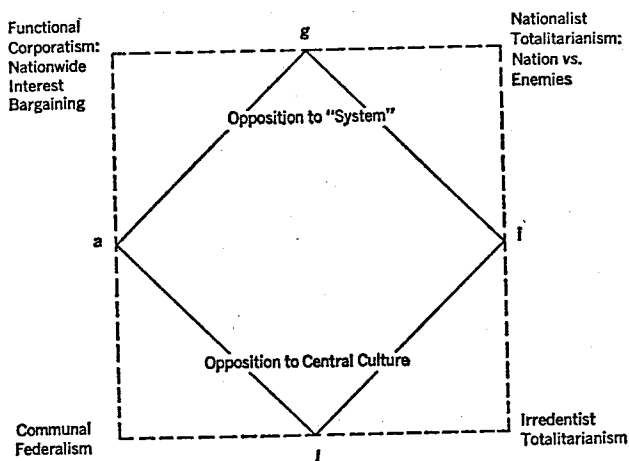 Functional
Corporatism:
Nationwide
Interest
Bargaining
g
Nationalist
Totalitarianism:
Nation vs.
Enemies
Opposition to "System"
a
i
Opposition to Central Culture
Communal
Federalism
l
Irredentist
Totalitarianism